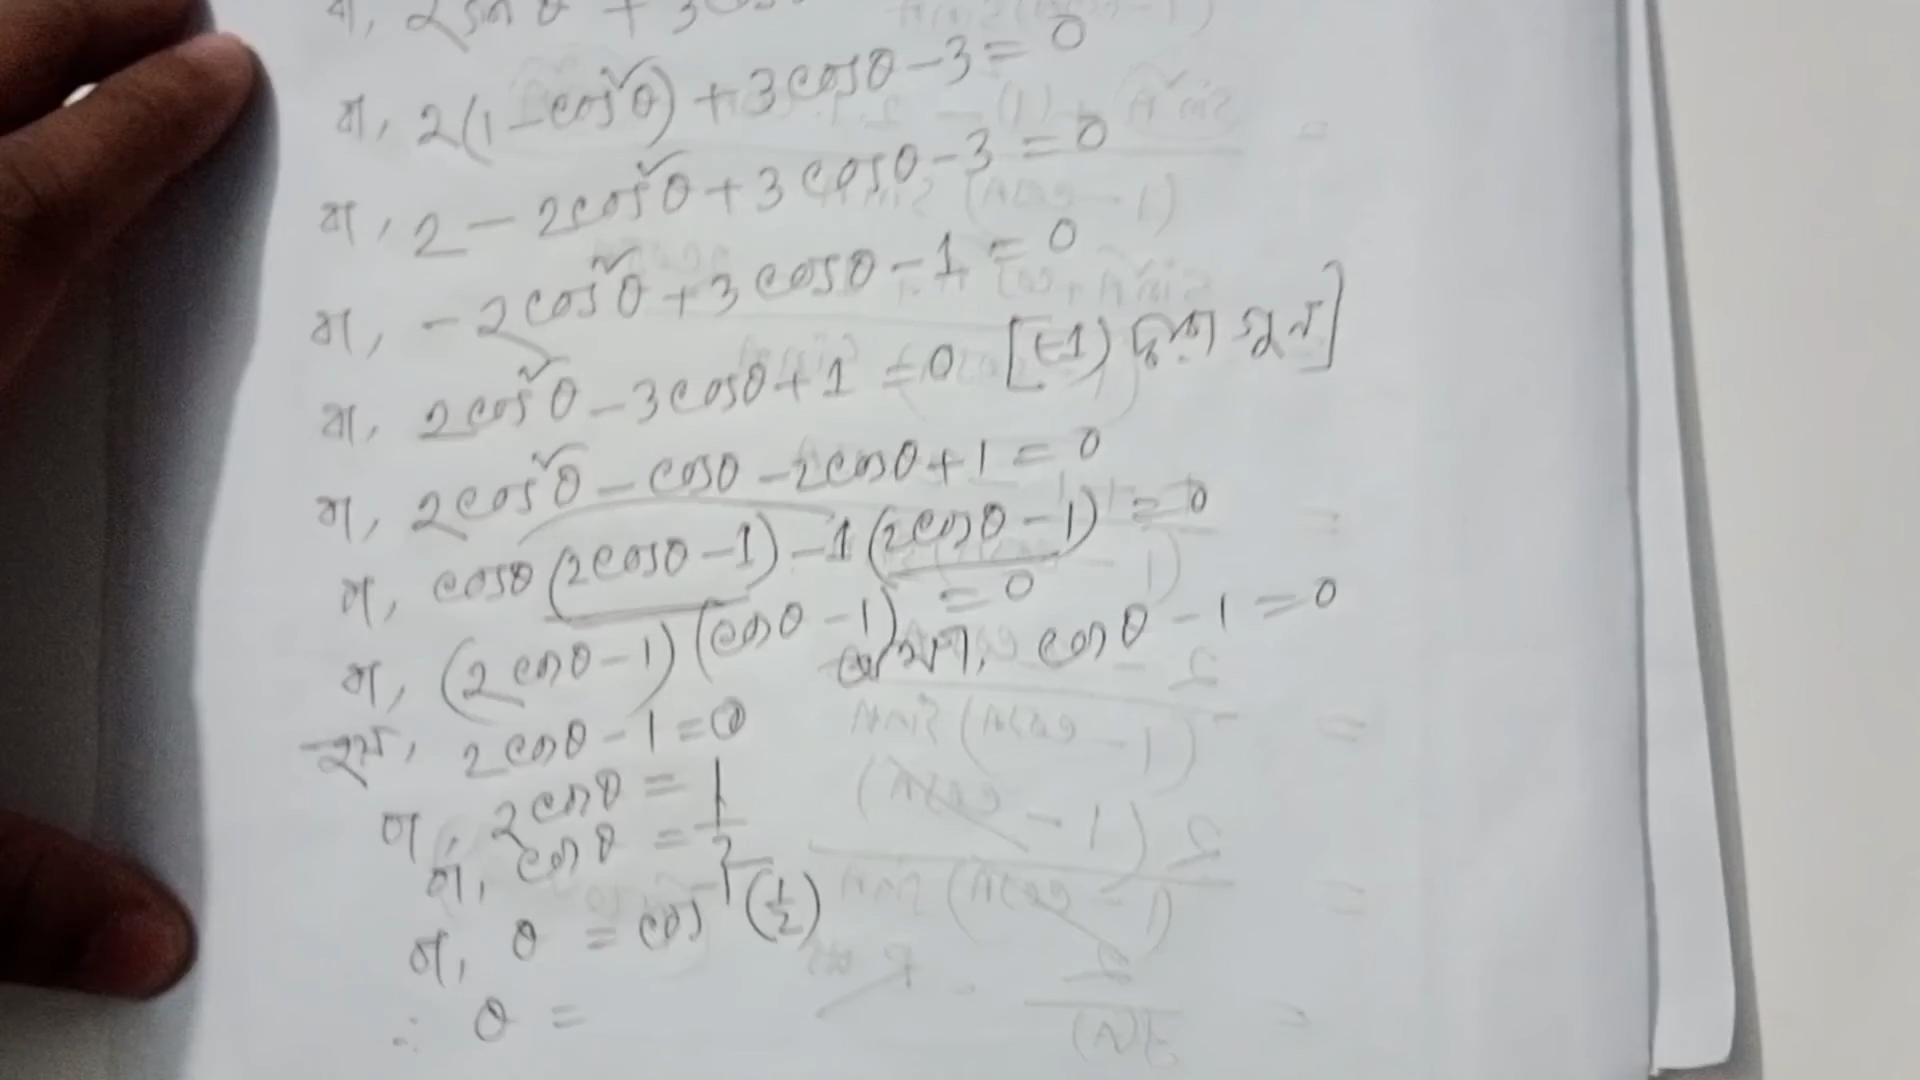 বা, 2sin²θ + 3cos
বা, 2(1-cos²θ) + 3cosθ - 3 = 0
বা, 2 - 2cos²θ + 3cosθ - 3 = 0
বা, -2cos²θ + 3cosθ - 1 = 0
বা, 2cos²θ - 3cosθ + 1 = 0 [(-1) দ্বারা গুন]
বা, 2cos²θ - cosθ - 2cosθ + 1 = 0
বা, cosθ(2cosθ - 1) - 1(2cosθ - 1) = 0
বা, (2cosθ - 1)(cosθ - 1) = 0
হয়, 2cosθ - 1 = 0 অথবা, cosθ - 1 = 0
বা, 2cosθ = 1
বা, cosθ = 1/2
বা, θ = cos⁻¹(1/2)
∴ θ =